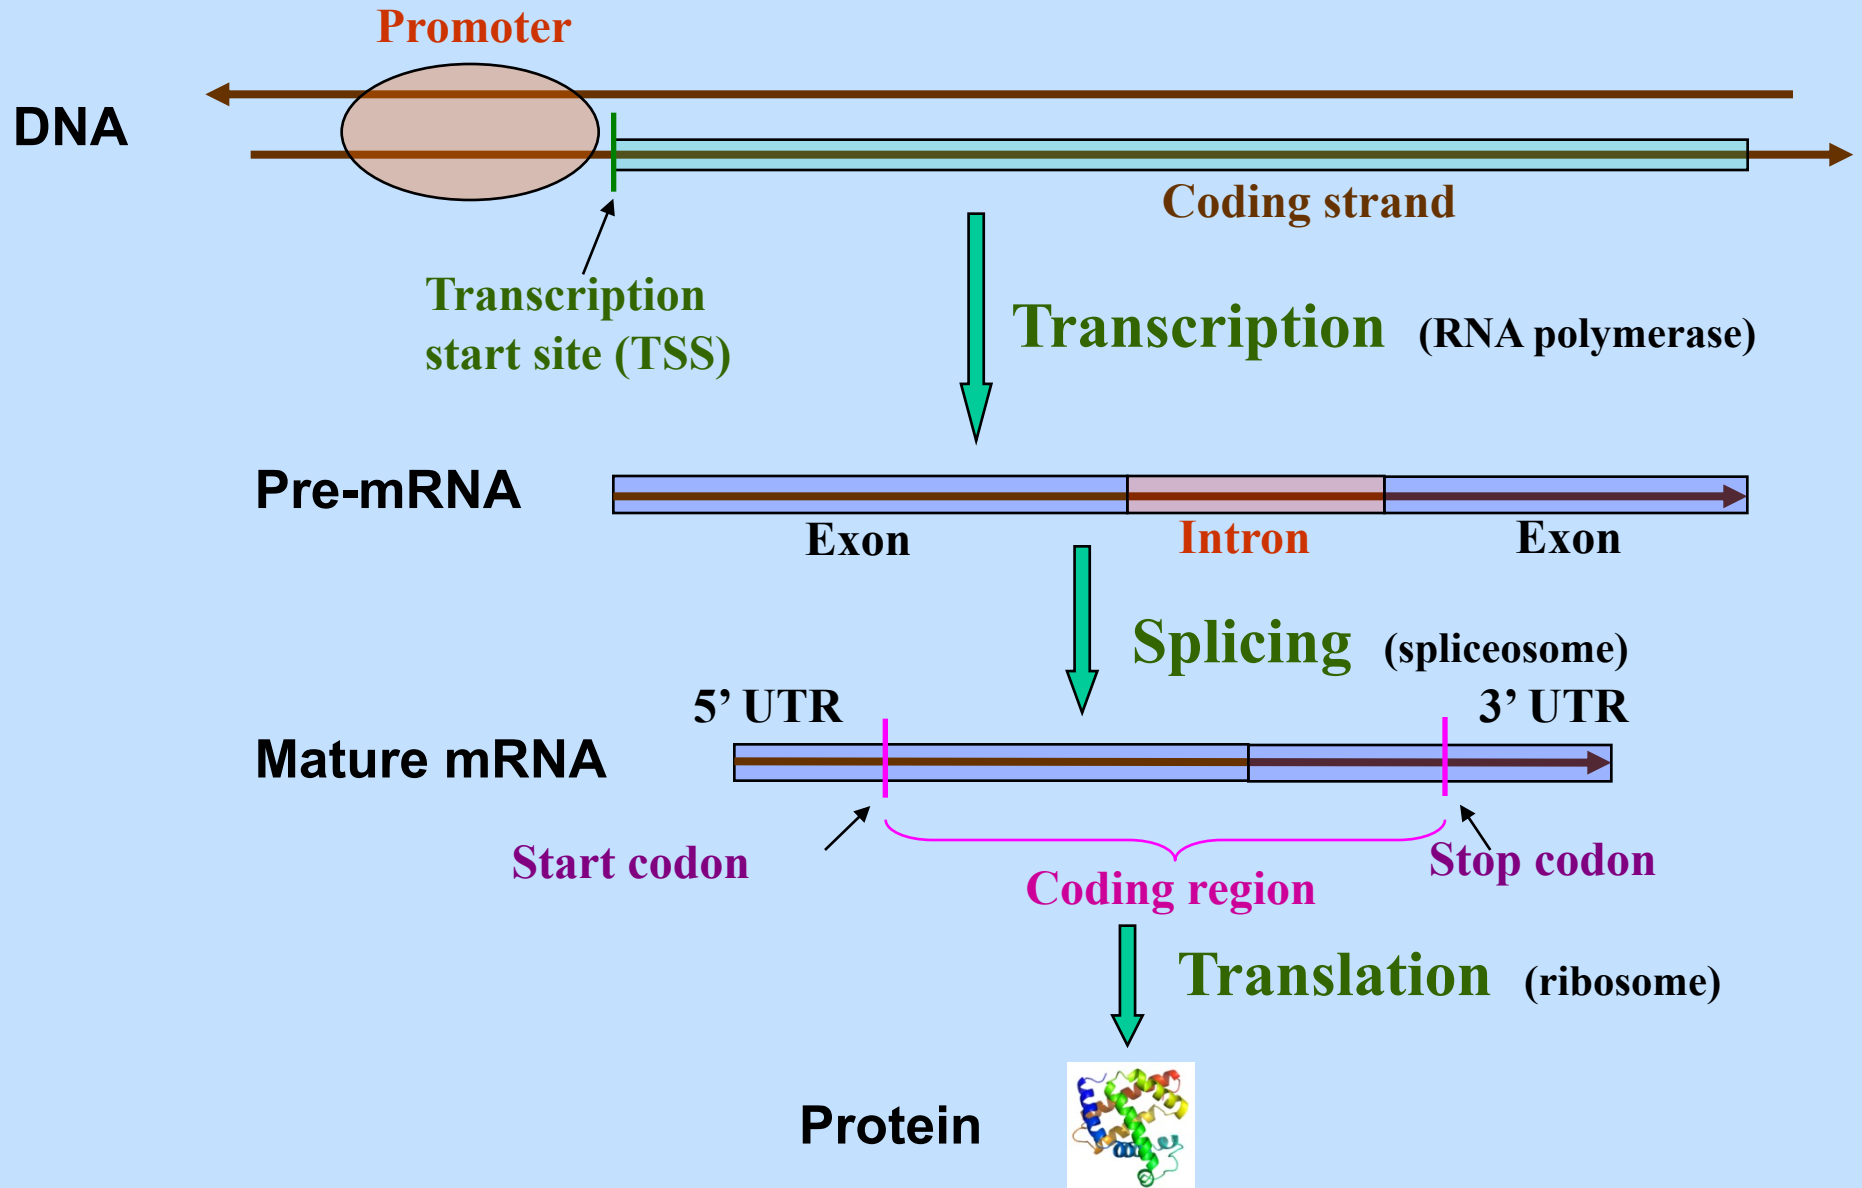 Promoter
DNA
Coding strand
Transcription
start site (TSS)
Transcription (RNA polymerase)
Pre-mRNA
Exon Intron Exon
Splicing (spliceosome)
5’ UTR 3’ UTR
Mature mRNA
Start codon Stop codon
Coding region
Translation (ribosome)
Protein